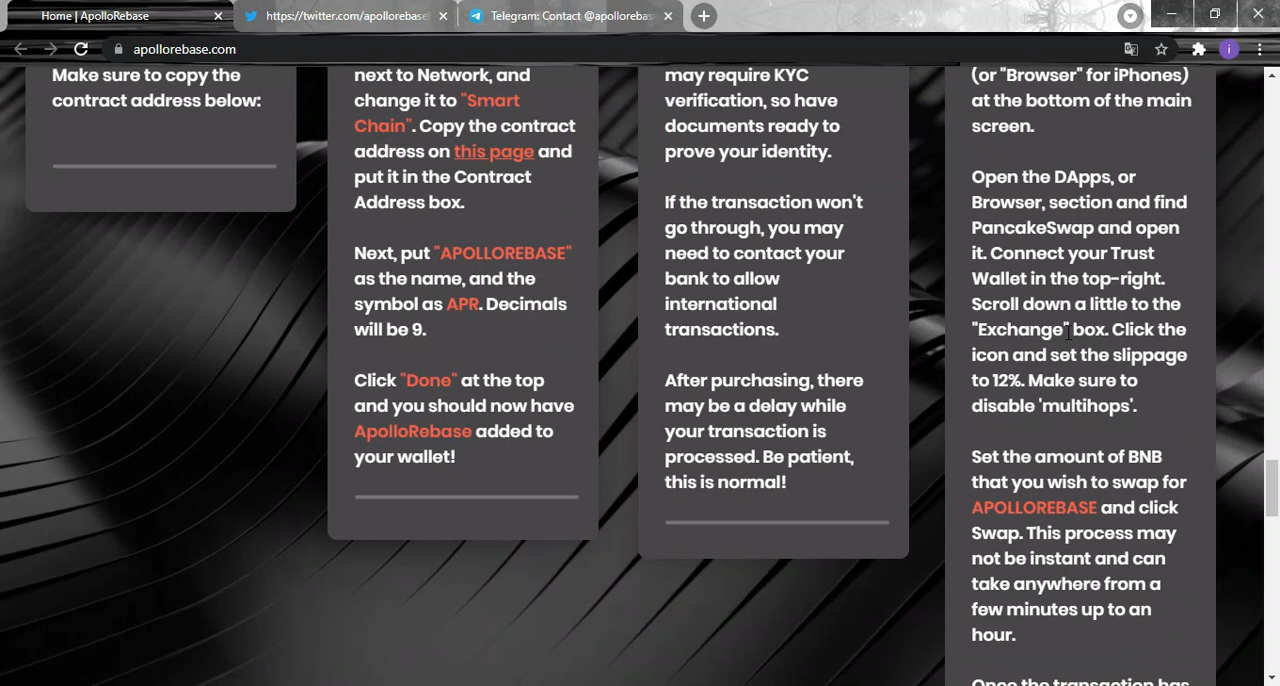 Home | ApolloRebase
https://twitter.com/apollorebase
Telegram: Contact @apollorebas
apollorebase.com
Make sure to copy the
contract address below:
next to Network, and
change it to "Smart
Chain". Copy the contract
address on this page and
put it in the Contract
Address box.
Next, put "APOLLOREBASE"
as the name, and the
symbol as APR. Decimals
will be 9.
Click "Done" at the top
and you should now have
ApolloRebase added to
your wallet!
may require KYC
verification, so have
documents ready to
prove your identity.
If the transaction won't
go through, you may
need to contact your
bank to allow
international
transactions.
After purchasing, there
may be a delay while
your transaction is
processed. Be patient,
this is normal!
(or "Browser" for iPhones)
at the bottom of the main
screen.
Open the DApps, or
Browser, section and find
PancakeSwap and open
it. Connect your Trust
Wallet in the top-right.
Scroll down a little to the
"Exchange" box. Click the
icon and set the slippage
to 12%. Make sure to
disable 'multihops'.
Set the amount of BNB
that you wish to swap for
APOLLOREBASE and click
Swap. This process may
not be instant and can
take anywhere from a
few minutes up to an
hour.
Once the transaction has